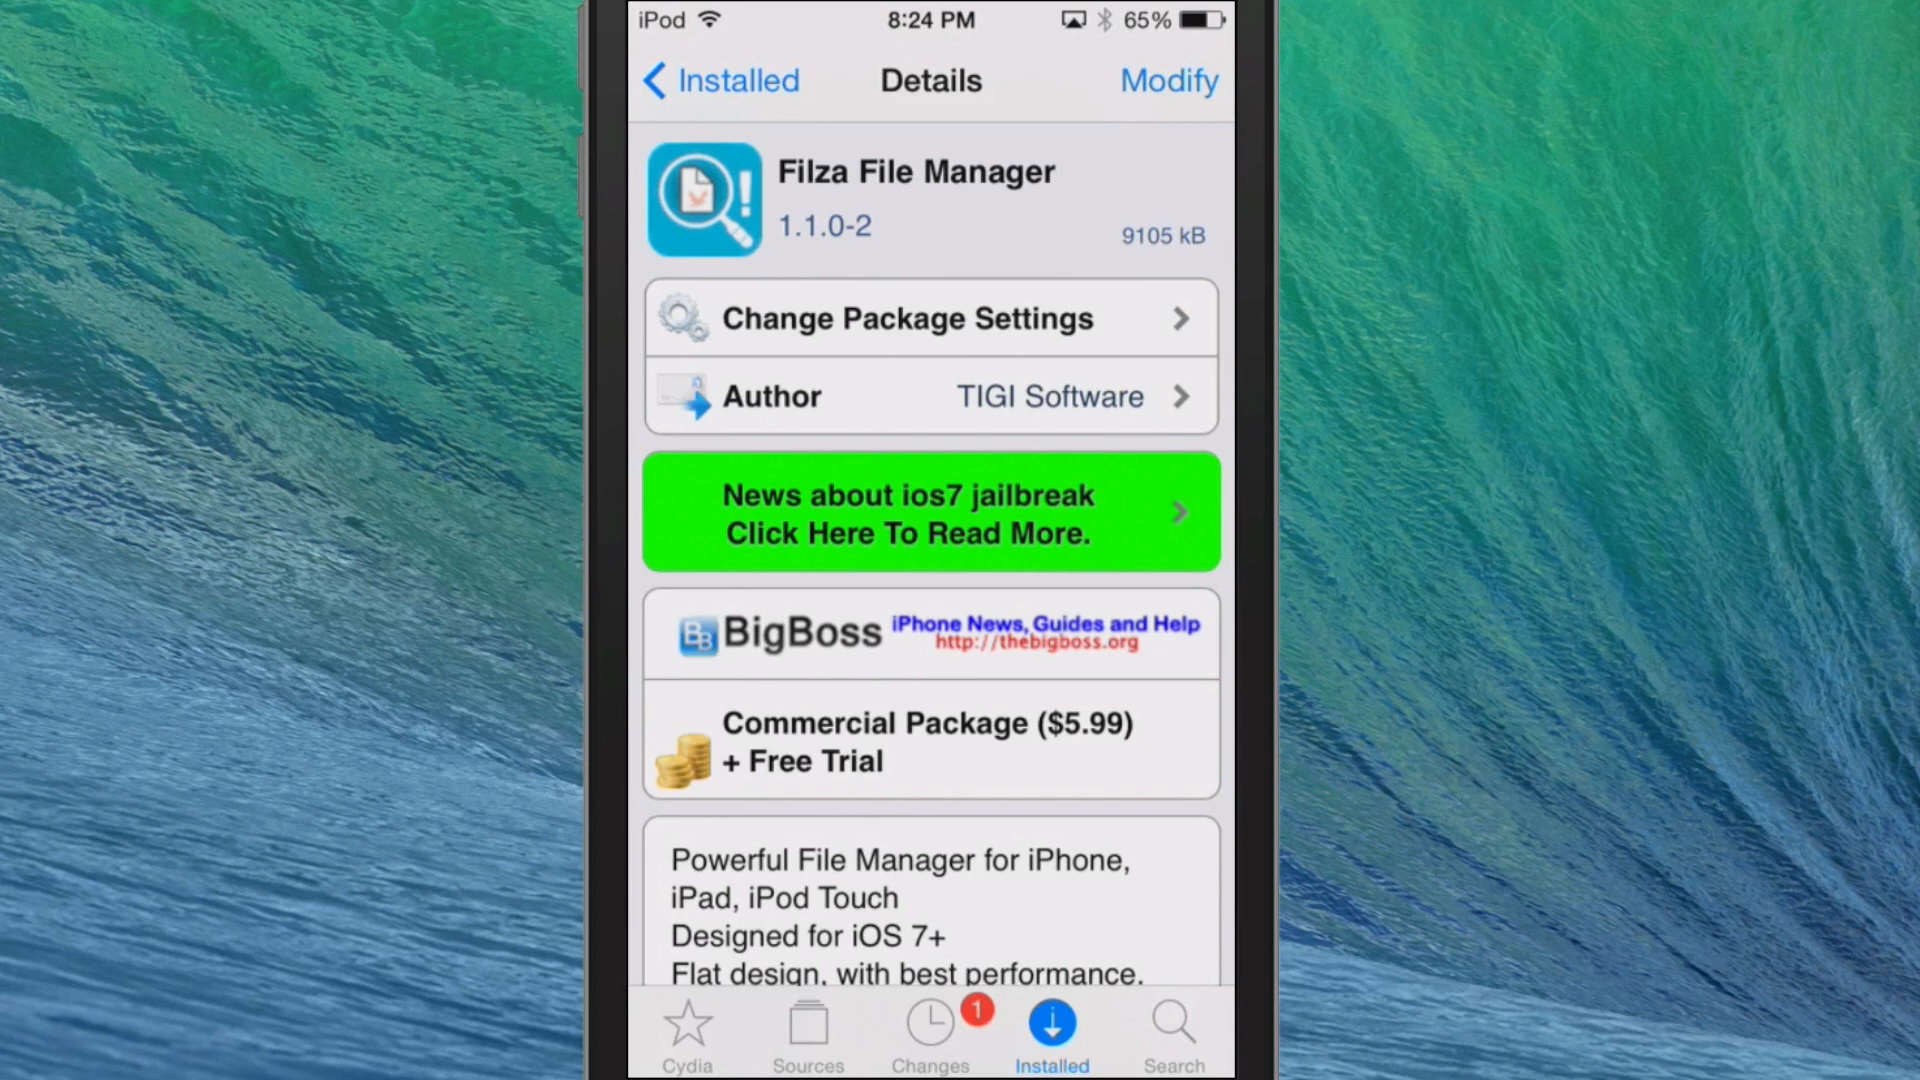 iPod 8:24 PM 65%
Installed Details Modify
Filza File Manager
1.1.0-2
9105 kB
Change Package Settings
Author TIGI Software
News about ios7 jailbreak
Click Here To Read More.
BB BigBoss iPhone News, Guides and Help
http://thebigboss.org
Commercial Package ($5.99)
+ Free Trial
Powerful File Manager for iPhone,
iPad, iPod Touch
Designed for iOS 7+
Flat design, with best performance.
1
Cydia Sources Changes Installed Search